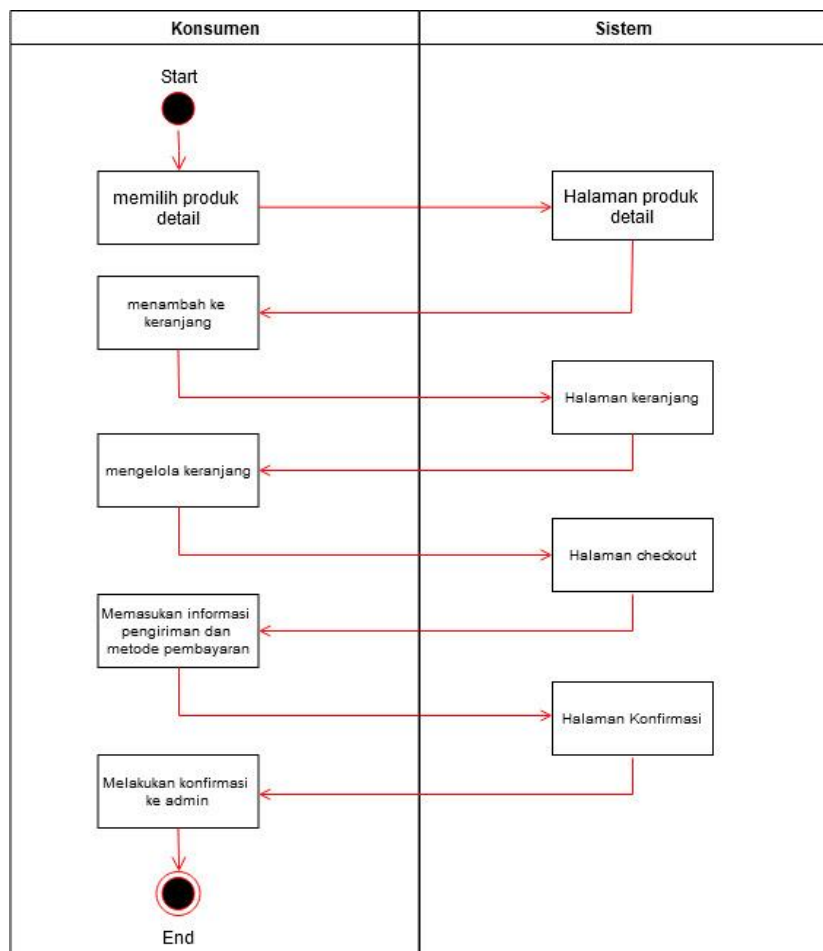 Konsumen
Sistem
Start
memilih produk
detail
Halaman produk
detail
menambah ke
keranjang
Halaman keranjang
mengelola keranjang
Halaman checkout
Memasukan informasi
pengiriman dan
metode pembayaran
Halaman Konfirmasi
Melakukan konfirmasi
ke admin
End